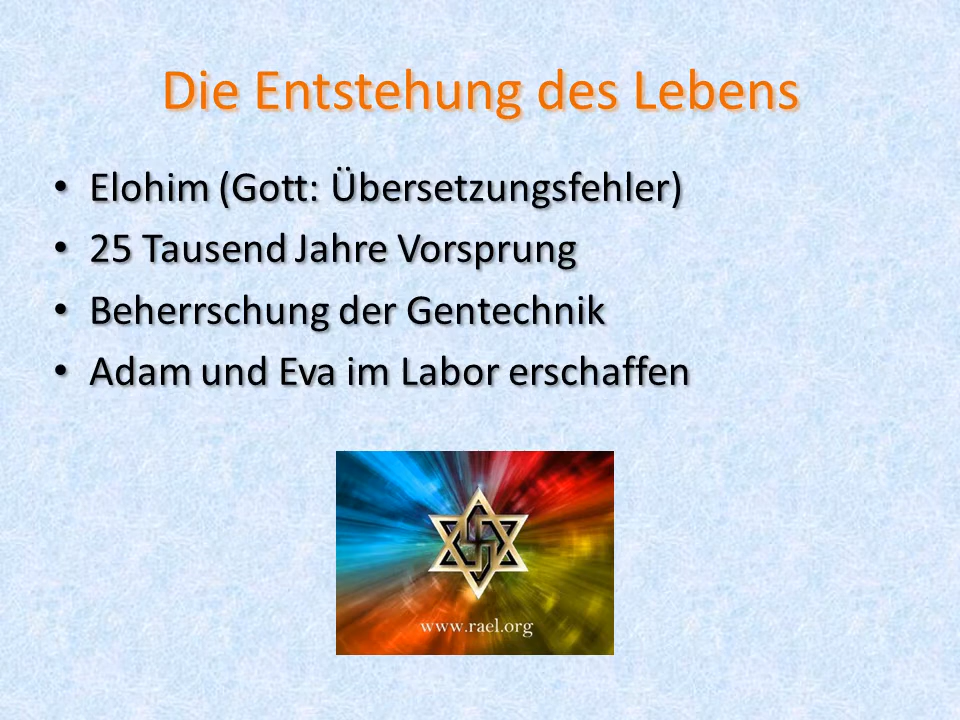 Die Entstehung des Lebens
• Elohim (Gott: Übersetzungsfehler)
• 25 Tausend Jahre Vorsprung
• Beherrschung der Gentechnik
• Adam und Eva im Labor erschaffen
www.rael.org